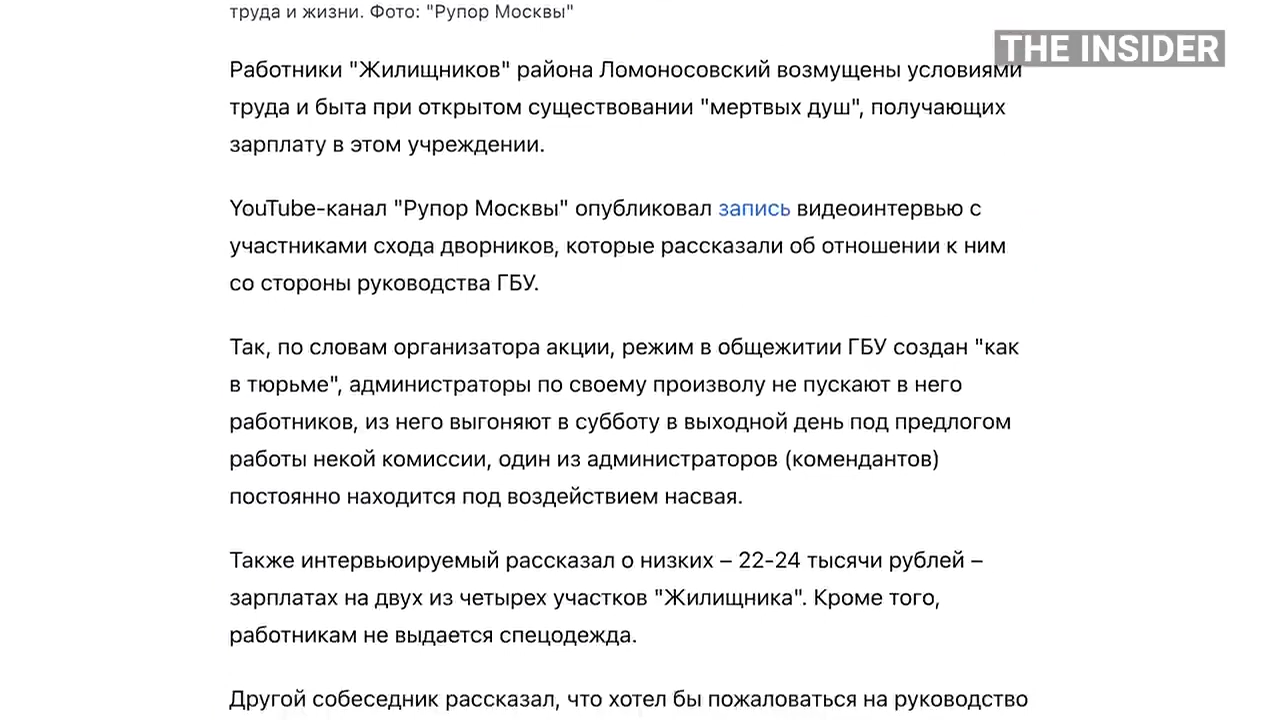 труда и жизни. Фото: "Рупор Москвы"
THE INSIDER
Работники "Жилищников" района Ломоносовский возмущены условиями
труда и быта при открытом существовании "мертвых душ", получающих
зарплату в этом учреждении.
YouTube-канал "Рупор Москвы" опубликовал запись видеоинтервью с
участниками схода дворников, которые рассказали об отношении к ним
со стороны руководства ГБУ.
Так, по словам организатора акции, режим в общежитии ГБУ создан "как
в тюрьме", администраторы по своему произволу не пускают в него
работников, из него выгоняют в субботу в выходной день под предлогом
работы некой комиссии, один из администраторов (комендантов)
постоянно находится под воздействием насвая.
Также интервьюируемый рассказал о низких – 22-24 тысячи рублей –
зарплатах на двух из четырех участков "Жилищника". Кроме того,
работникам не выдается спецодежда.
Другой собеседник рассказал, что хотел бы пожаловаться на руководство